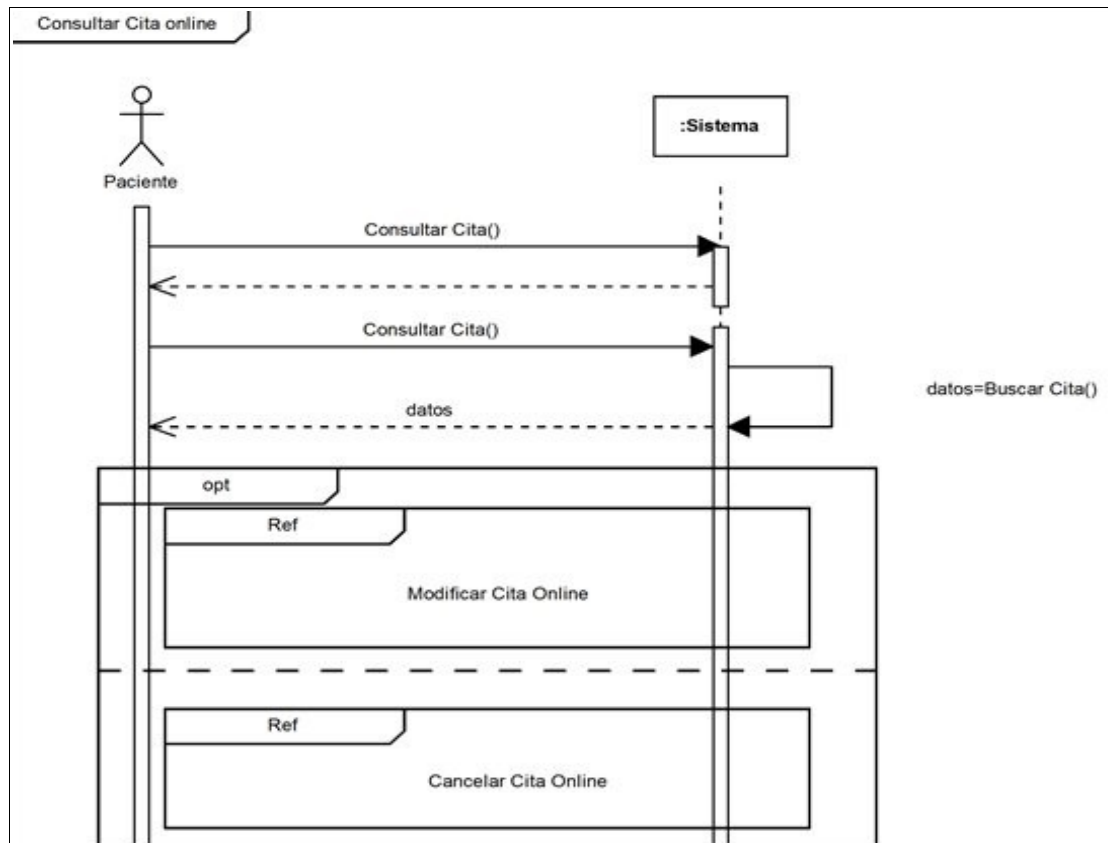 Consultar Cita online
:Sistema
Paciente
Consultar Cita()
Consultar Cita()
datos=Buscar Cita()
datos
opt
Ref
Modificar Cita Online
Ref
Cancelar Cita Online